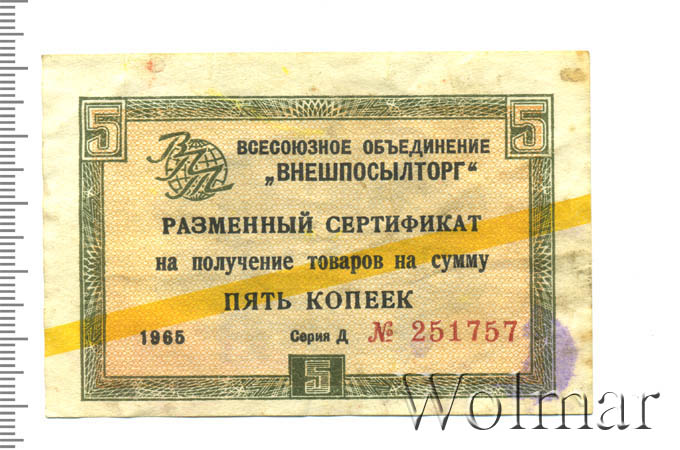 5 5
ВПТ
ВСЕСОЮЗНОЕ ОБЪЕДИНЕНИЕ
„ВНЕШПОСЫЛТОРГ“
РАЗМЕННЫЙ СЕРТИФИКАТ
на получение товаров на сумму
ПЯТЬ КОПЕЕК
1965 Серия Д № 251757
5
Wolmar